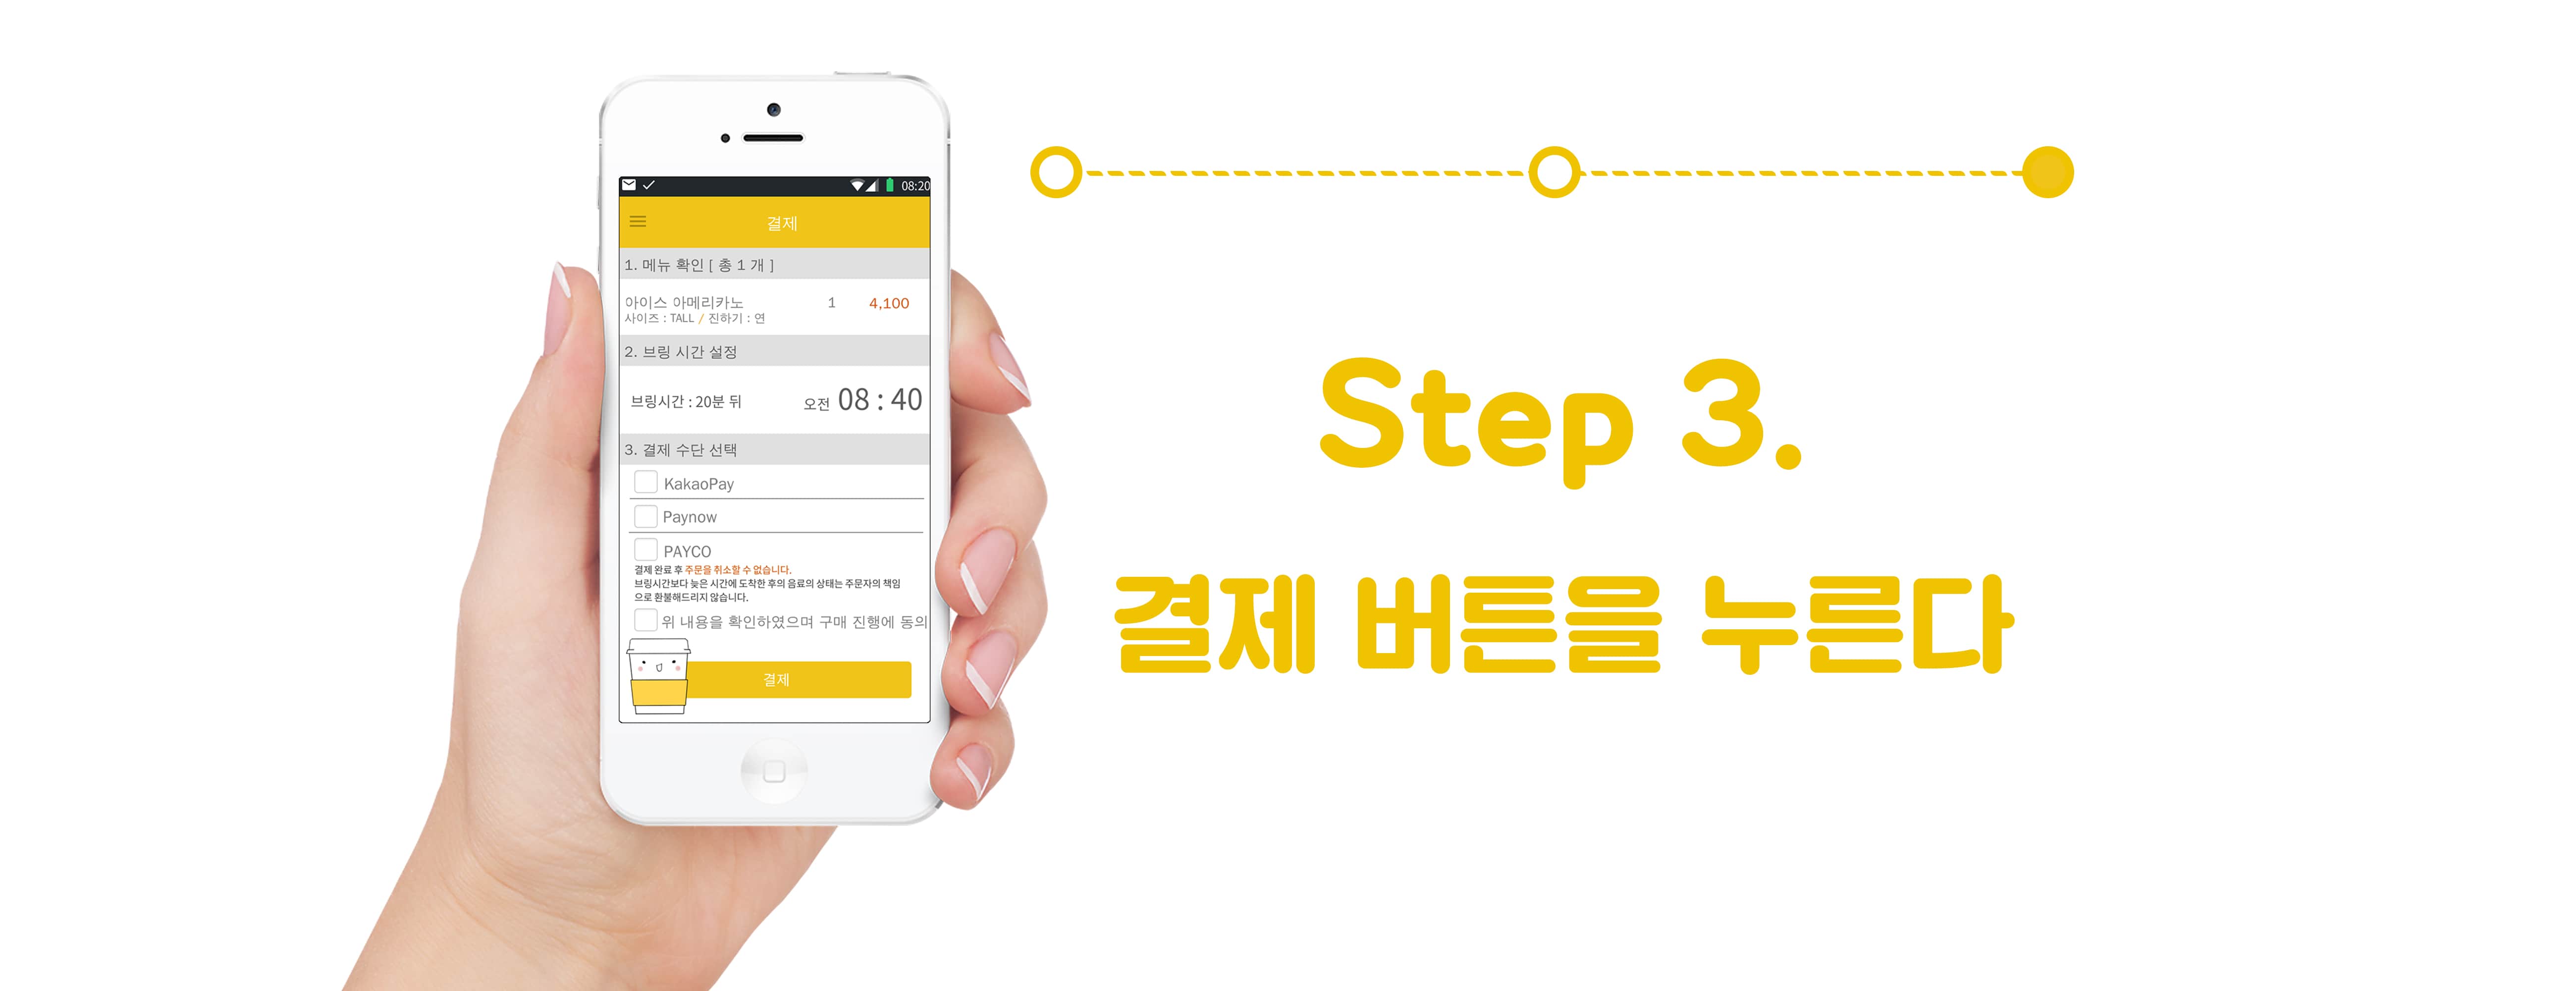 08:20
결제
1. 메뉴 확인 [ 총 1 개 ]
아이스 아메리카노 1 4,100
사이즈 : TALL / 진하기 : 연
2. 브링 시간 설정
브링시간 : 20분 뒤 오전 08 : 40
3. 결제 수단 선택
KakaoPay
Paynow
PAYCO
결제 완료 후 주문을 취소할 수 없습니다.
브링시간보다 늦은 시간에 도착한 후의 음료의 상태는 주문자의 책임
으로 환불해드리지 않습니다.
위 내용을 확인하였으며 구매 진행에 동의
결제
Step 3.
결제 버튼을 누른다